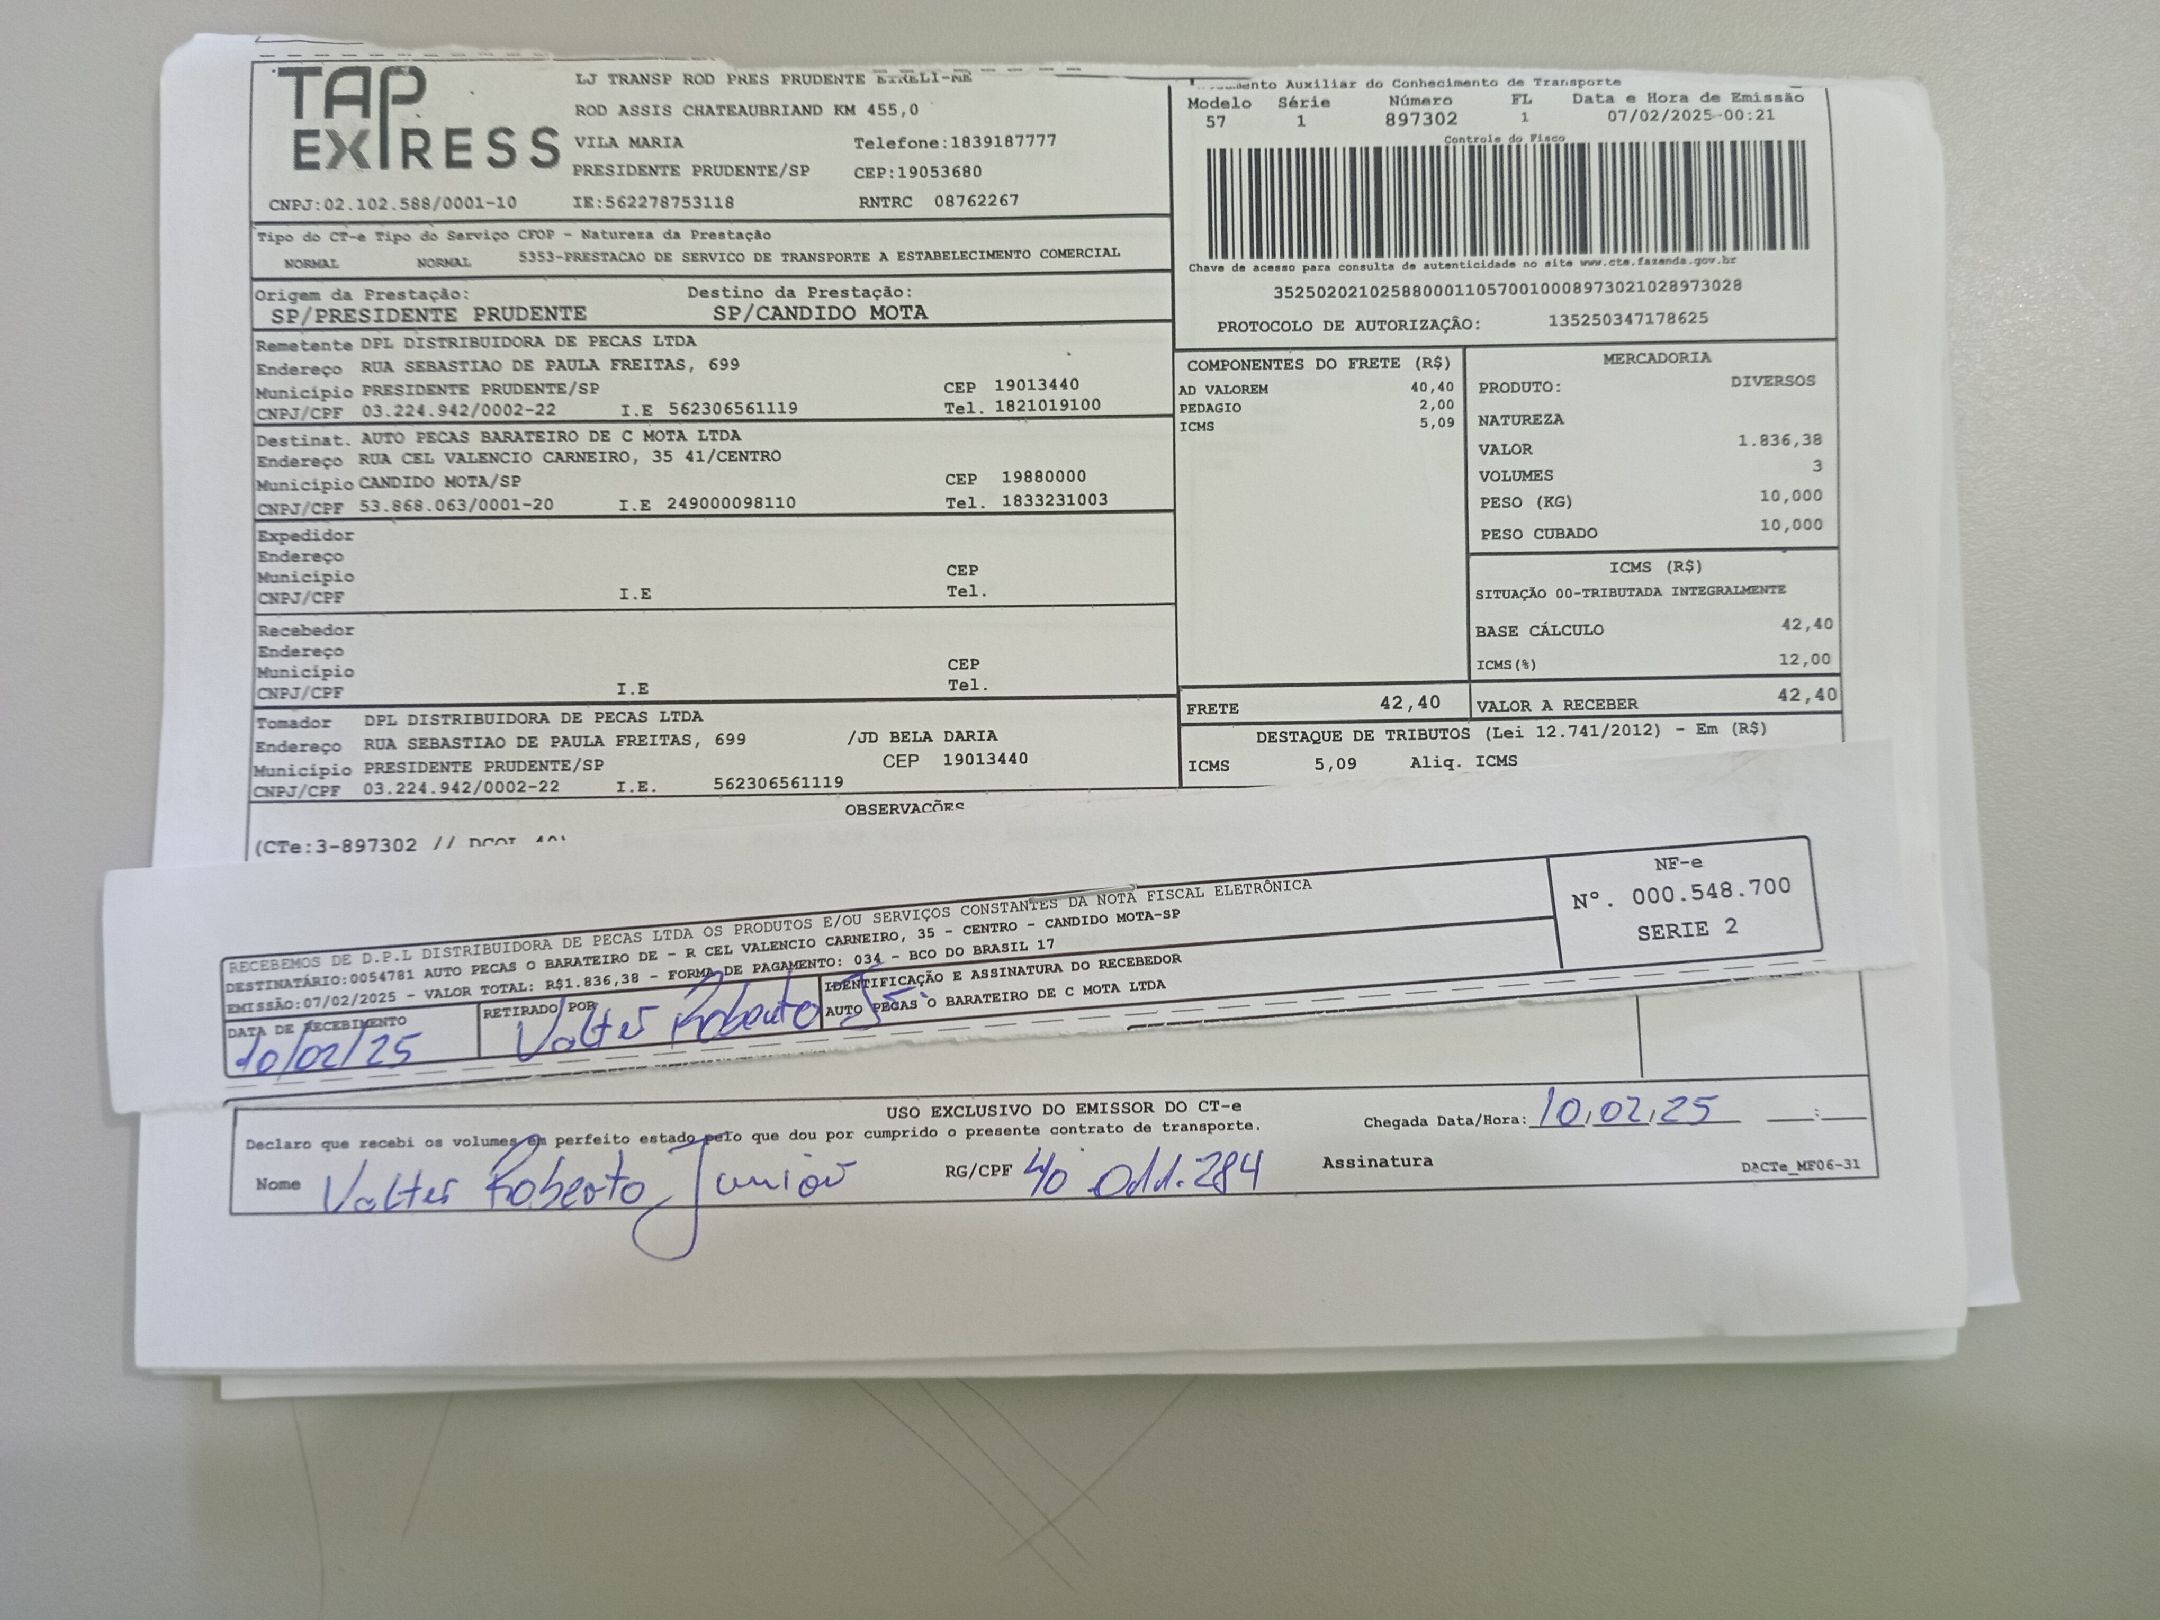 TAP EXPRESS
LJ TRANSP ROD PRES PRUDENTE EIRELI-ME
ROD ASSIS CHATEAUBRIAND KM 455,0
VILA MARIA Telefone:1839187777
PRESIDENTE PRUDENTE/SP CEP:19053680
CNPJ:02.102.588/0001-10 IE:562278753118 RNTRC 08762267
Auxiliar do Conhecimento de Transporte
Modelo Série Número FL Data e Hora de Emissão
57 1 897302 1 07/02/2025-00:21
Controle do Fisco
Chave de acesso para consulta de autenticidade no site www.cte.fazenda.gov.br
35250202102588000110570010008973021028973028
PROTOCOLO DE AUTORIZAÇÃO: 135250347178625
Tipo do CT-e Tipo do Serviço CFOP - Natureza da Prestação
NORMAL NORMAL 5353-PRESTACAO DE SERVICO DE TRANSPORTE A ESTABELECIMENTO COMERCIAL
Origem da Prestação: Destino da Prestação:
SP/PRESIDENTE PRUDENTE SP/CANDIDO MOTA
Remetente DPL DISTRIBUIDORA DE PECAS LTDA
Endereço RUA SEBASTIAO DE PAULA FREITAS, 699
Município PRESIDENTE PRUDENTE/SP CEP 19013440
CNPJ/CPF 03.224.942/0002-22 I.E 562306561119 Tel. 1821019100
Destinat. AUTO PECAS BARATEIRO DE C MOTA LTDA
Endereço RUA CEL VALENCIO CARNEIRO, 35 41/CENTRO
Município CANDIDO MOTA/SP CEP 19880000
CNPJ/CPF 53.868.063/0001-20 I.E 249000098110 Tel. 1833231003
Expedidor
Endereço
Município CEP
CNPJ/CPF I.E Tel.
Recebedor
Endereço
Município CEP
CNPJ/CPF I.E Tel.
Tomador DPL DISTRIBUIDORA DE PECAS LTDA
Endereço RUA SEBASTIAO DE PAULA FREITAS, 699 /JD BELA DARIA
Município PRESIDENTE PRUDENTE/SP CEP 19013440
CNPJ/CPF 03.224.942/0002-22 I.E. 562306561119
COMPONENTES DO FRETE (R$)
AD VALOREM 40,40
PEDAGIO 2,00
ICMS 5,09
MERCADORIA
PRODUTO: DIVERSOS
NATUREZA
VALOR 1.836,38
VOLUMES 3
PESO (KG) 10,000
PESO CUBADO 10,000
ICMS (R$)
SITUAÇÃO 00-TRIBUTADA INTEGRALMENTE
BASE CÁLCULO 42,40
ICMS(%) 12,00
FRETE 42,40 VALOR A RECEBER 42,40
DESTAQUE DE TRIBUTOS (Lei 12.741/2012) - Em (R$)
ICMS 5,09 Aliq. ICMS
OBSERVAÇÕES
(CTe:3-897302 //
RECEBEMOS DE D.P.L DISTRIBUIDORA DE PECAS LTDA OS PRODUTOS E/OU SERVIÇOS CONSTANTES DA NOTA FISCAL ELETRÔNICA
DESTINATÁRIO:0054781 AUTO PECAS O BARATEIRO DE - R CEL VALENCIO CARNEIRO, 35 - CENTRO - CANDIDO MOTA-SP
EMISSÃO:07/02/2025 - VALOR TOTAL: R$1.836,38 - FORMA DE PAGAMENTO: 034 - BCO DO BRASIL 17
NF-e
Nº. 000.548.700
SERIE 2
DATA DE RECEBIMENTO RETIRADO POR IDENTIFICAÇÃO E ASSINATURA DO RECEBEDOR
10/02/25 Valter Roberto J AUTO PECAS O BARATEIRO DE C MOTA LTDA
USO EXCLUSIVO DO EMISSOR DO CT-e
Declaro que recebi os volumes em perfeito estado pelo que dou por cumprido o presente contrato de transporte. Chegada Data/Hora: 10/02/25 __:__
Nome Valter Roberto Junior RG/CPF 40 Assinatura DACTe_MF06-31